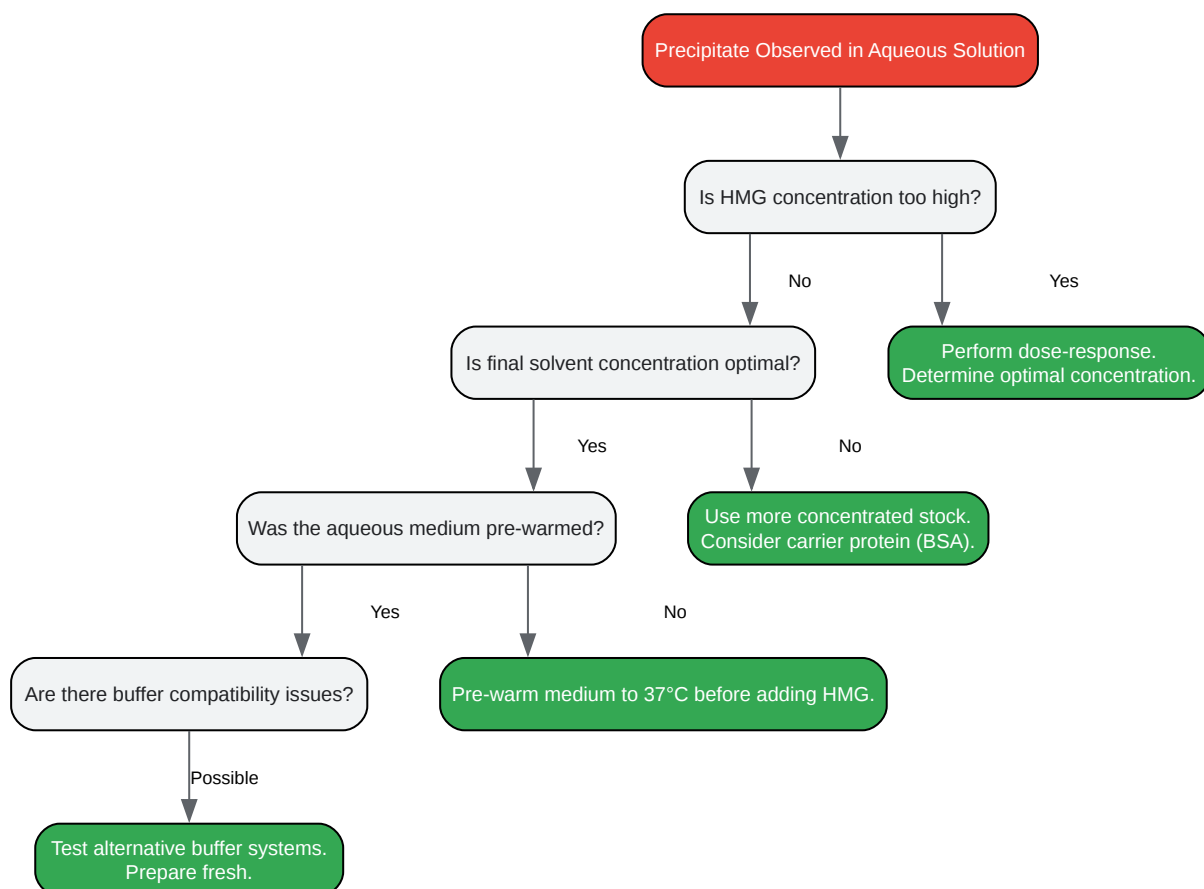 Precipitate Observed in Aqueous Solution
Is HMG concentration too high?
No
Yes
Is final solvent concentration optimal?
Perform dose-response.
Determine optimal concentration.
Yes
No
Was the aqueous medium pre-warmed?
Use more concentrated stock.
Consider carrier protein (BSA).
Yes
No
Are there buffer compatibility issues?
Pre-warm medium to 37°C before adding HMG.
Possible
Test alternative buffer systems.
Prepare fresh.